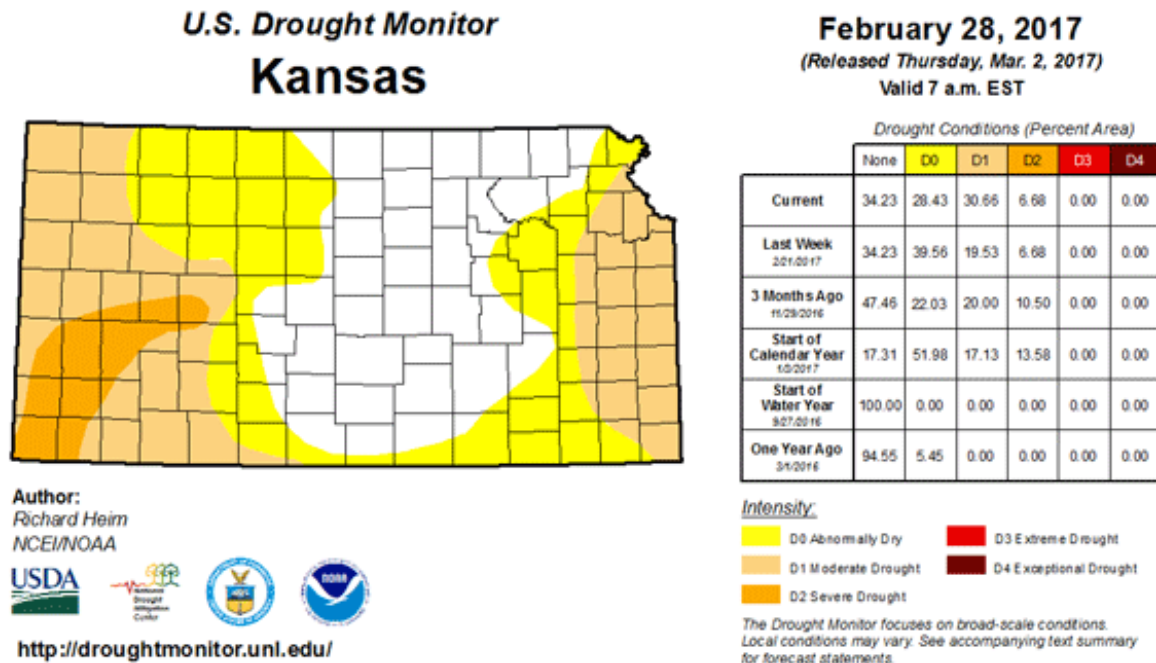 U.S. Drought Monitor
Kansas
February 28, 2017
(Released Thursday, Mar. 2, 2017)
Valid 7 a.m. EST
Drought Conditions (Percent Area)
None D0 D1 D2 D3 D4
Current 34.23 28.43 30.66 6.68 0.00 0.00
Last Week
2/21/2017
34.23 39.56 19.53 6.68 0.00 0.00
3 Months Ago
11/29/2016
47.46 22.03 20.00 10.50 0.00 0.00
Start of
Calendar Year
1/3/2017
17.31 51.98 17.13 13.58 0.00 0.00
Start of
Water Year
9/27/2016
100.00 0.00 0.00 0.00 0.00 0.00
One Year Ago
3/1/2016
94.55 5.45 0.00 0.00 0.00 0.00
Intensity:
D0 Abnormally Dry
D1 Moderate Drought
D2 Severe Drought
D3 Extreme Drought
D4 Exceptional Drought
The Drought Monitor focuses on broad-scale conditions.
Local conditions may vary. See accompanying text summary
for forecast statements.
Author:
Richard Heim
NCEI/NOAA
USDA
National
Drought
Mitigation
Center
NOAA
http://droughtmonitor.unl.edu/